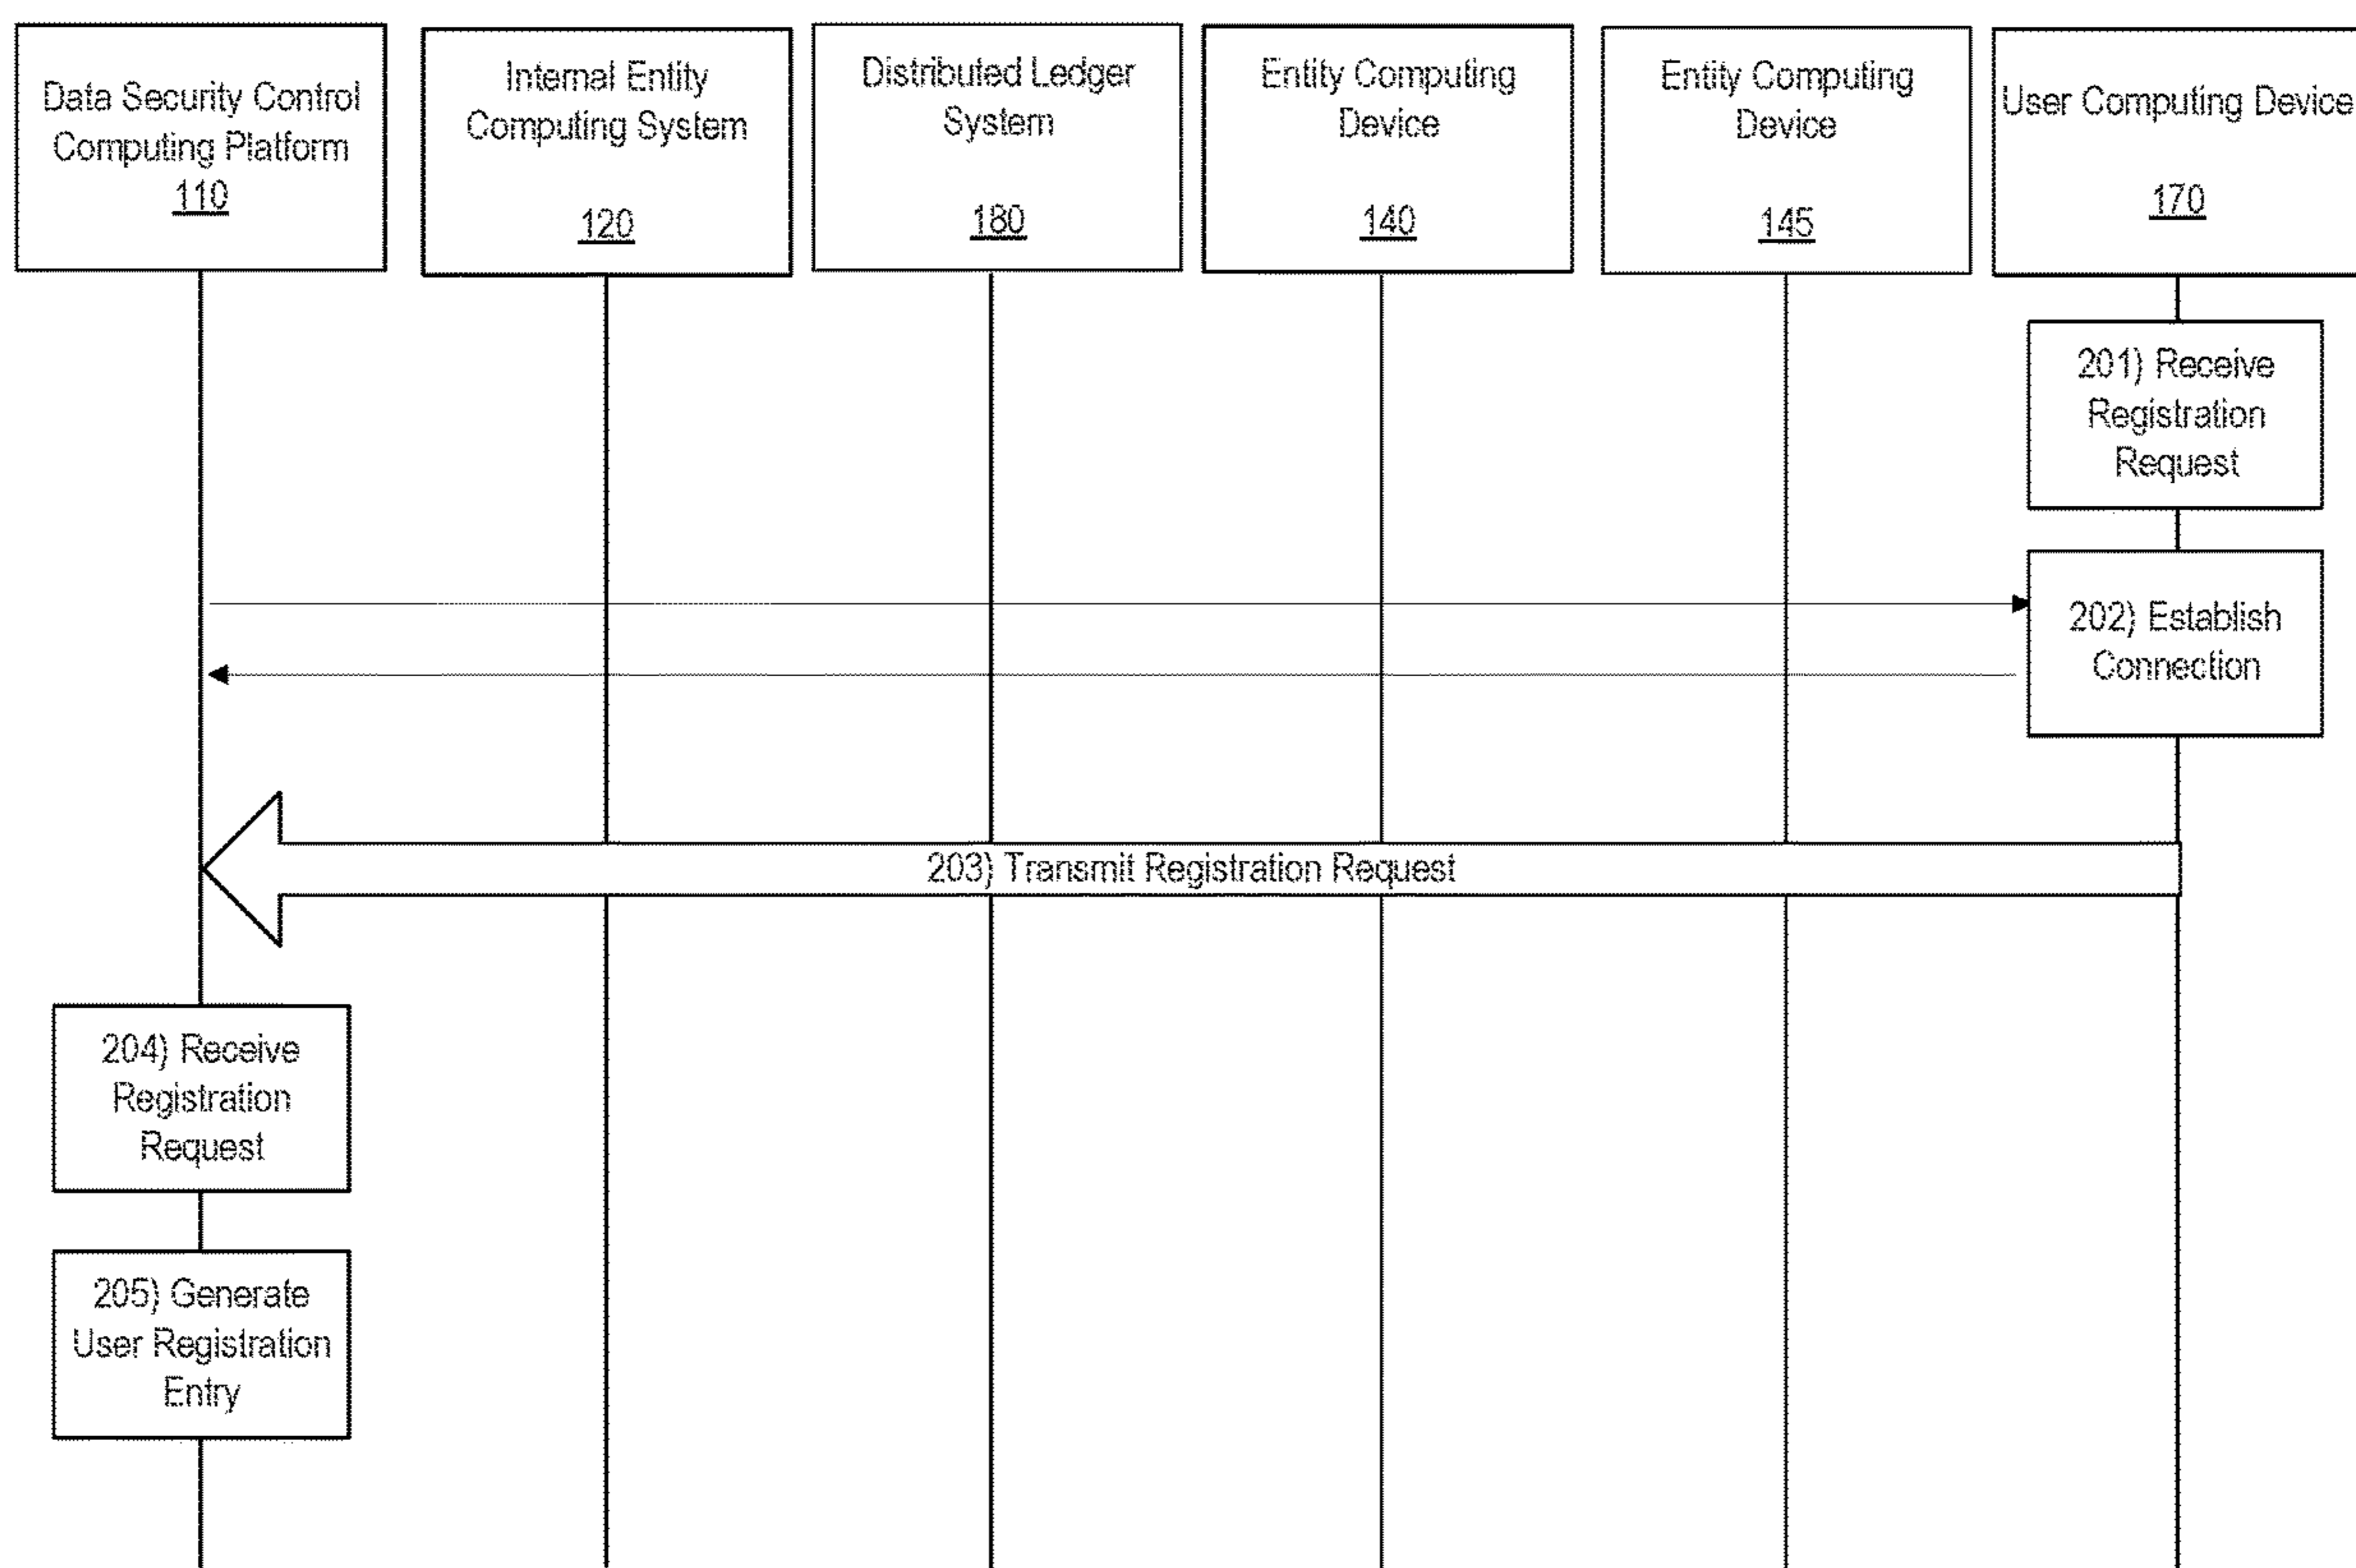 Data Security Control
Computing Platform
110
Internal Entity
Computing System
120
Distributed Ledger
System
180
Entity Computing
Device
140
Entity Computing
Device
145
User Computing Device
170
201) Receive
Registration
Request
202) Establish
Connection
203) Transmit Registration Request
204) Receive
Registration
Request
205) Generate
User Registration
Entry